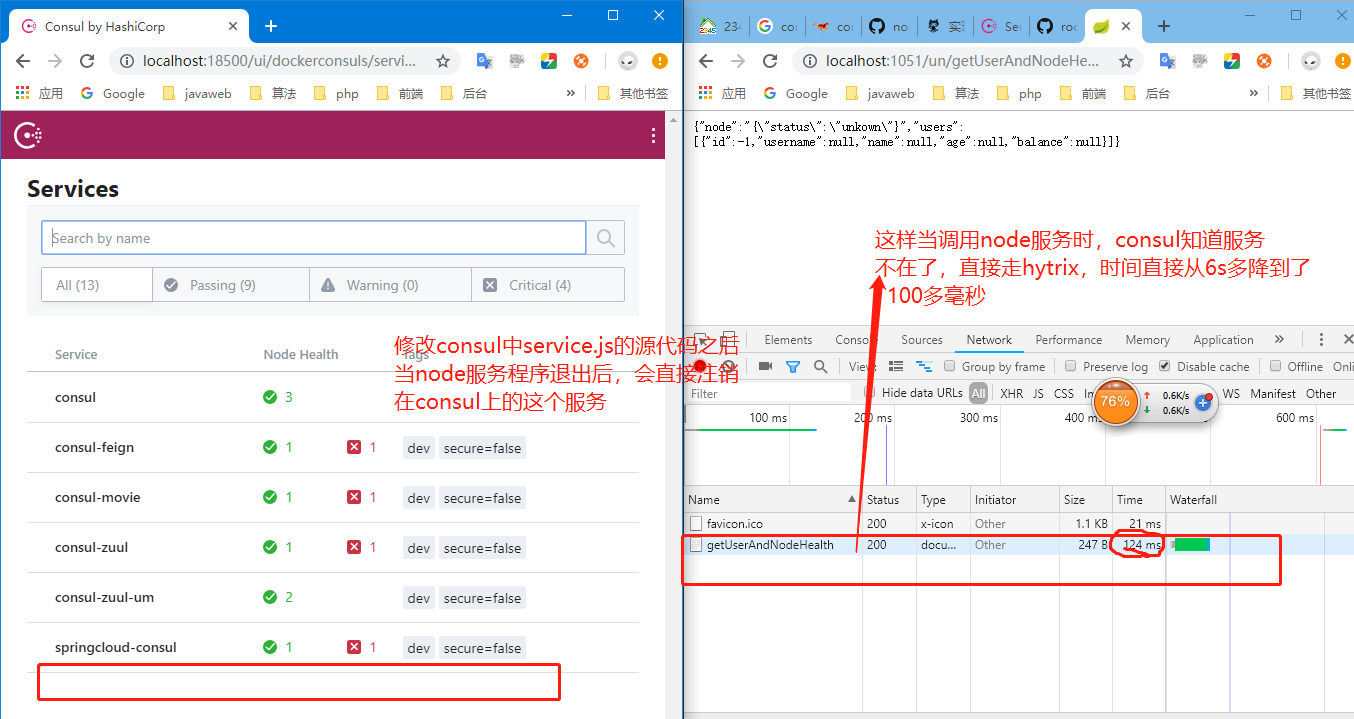 Consul by HashiCorp
localhost:18500/ui/dockerconsuls/servi...
应用 Google javaweb 算法 php 前端 后台 » 其他书签
Services
Search by name
All (13) Passing (9) Warning (0) Critical (4)
Service Node Health Tags
consul 3
consul-feign 1 1 dev secure=false
consul-movie 1 1 dev secure=false
consul-zuul 1 1 dev secure=false
consul-zuul-um 2 dev secure=false
springcloud-consul 1 1 dev secure=false
修改consul中service.js的源代码之后
当node服务程序退出后，会直接注销
在consul上的这个服务
2345 234 co co no 实 Se roc
localhost:1051/un/getUserAndNodeHe...
应用 Google javaweb 算法 php 前端 后台 » 其他书签
{"node":"{\"status\":\"unkown\"}","users":
[{"id":-1,"username":null,"name":null,"age":null,"balance":null}]}
这样当调用node服务时，consul知道服务
不在了，直接走hytrix，时间直接从6s多降到了
100多毫秒
Elements Conso Sources Network Performance Memory Application »
View: Group by frame Preserve log Disable cache Offline Onli
Filter Hide data URLs All XHR JS CSS WS Manifest Other
76% 0.6K/s
0.6K/s
100 ms 200 ms 300 ms 400 600 ms
Name Status Type Initiator Size Time Waterfall
favicon.ico 200 x-icon Other 1.1 KB 21 ms
getUserAndNodeHealth 200 docu... Other 247 B 124 ms